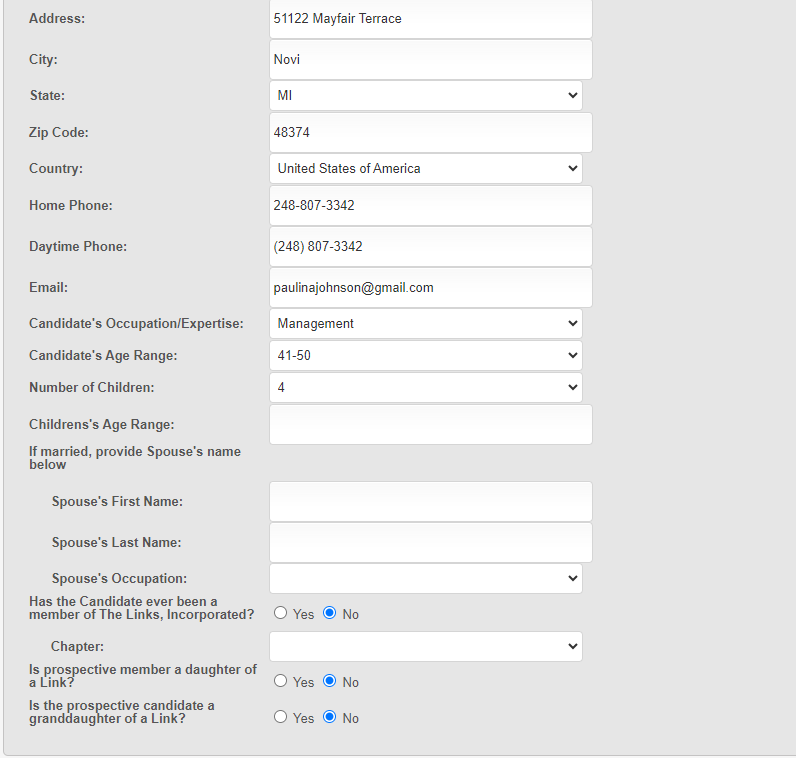 Address: 51122 Mayfair Terrace
City: Novi
State: MI
Zip Code: 48374
Country: United States of America
Home Phone: 248-807-3342
Daytime Phone: (248) 807-3342
Email: paulinajohnson@gmail.com
Candidate's Occupation/Expertise: Management
Candidate's Age Range: 41-50
Number of Children: 4
Childrens's Age Range:
If married, provide Spouse's name
below
Spouse's First Name:
Spouse's Last Name:
Spouse's Occupation:
Has the Candidate ever been a
member of The Links, Incorporated? Yes No
Chapter:
Is prospective member a daughter of
a Link? Yes No
Is the prospective candidate a
granddaughter of a Link? Yes No